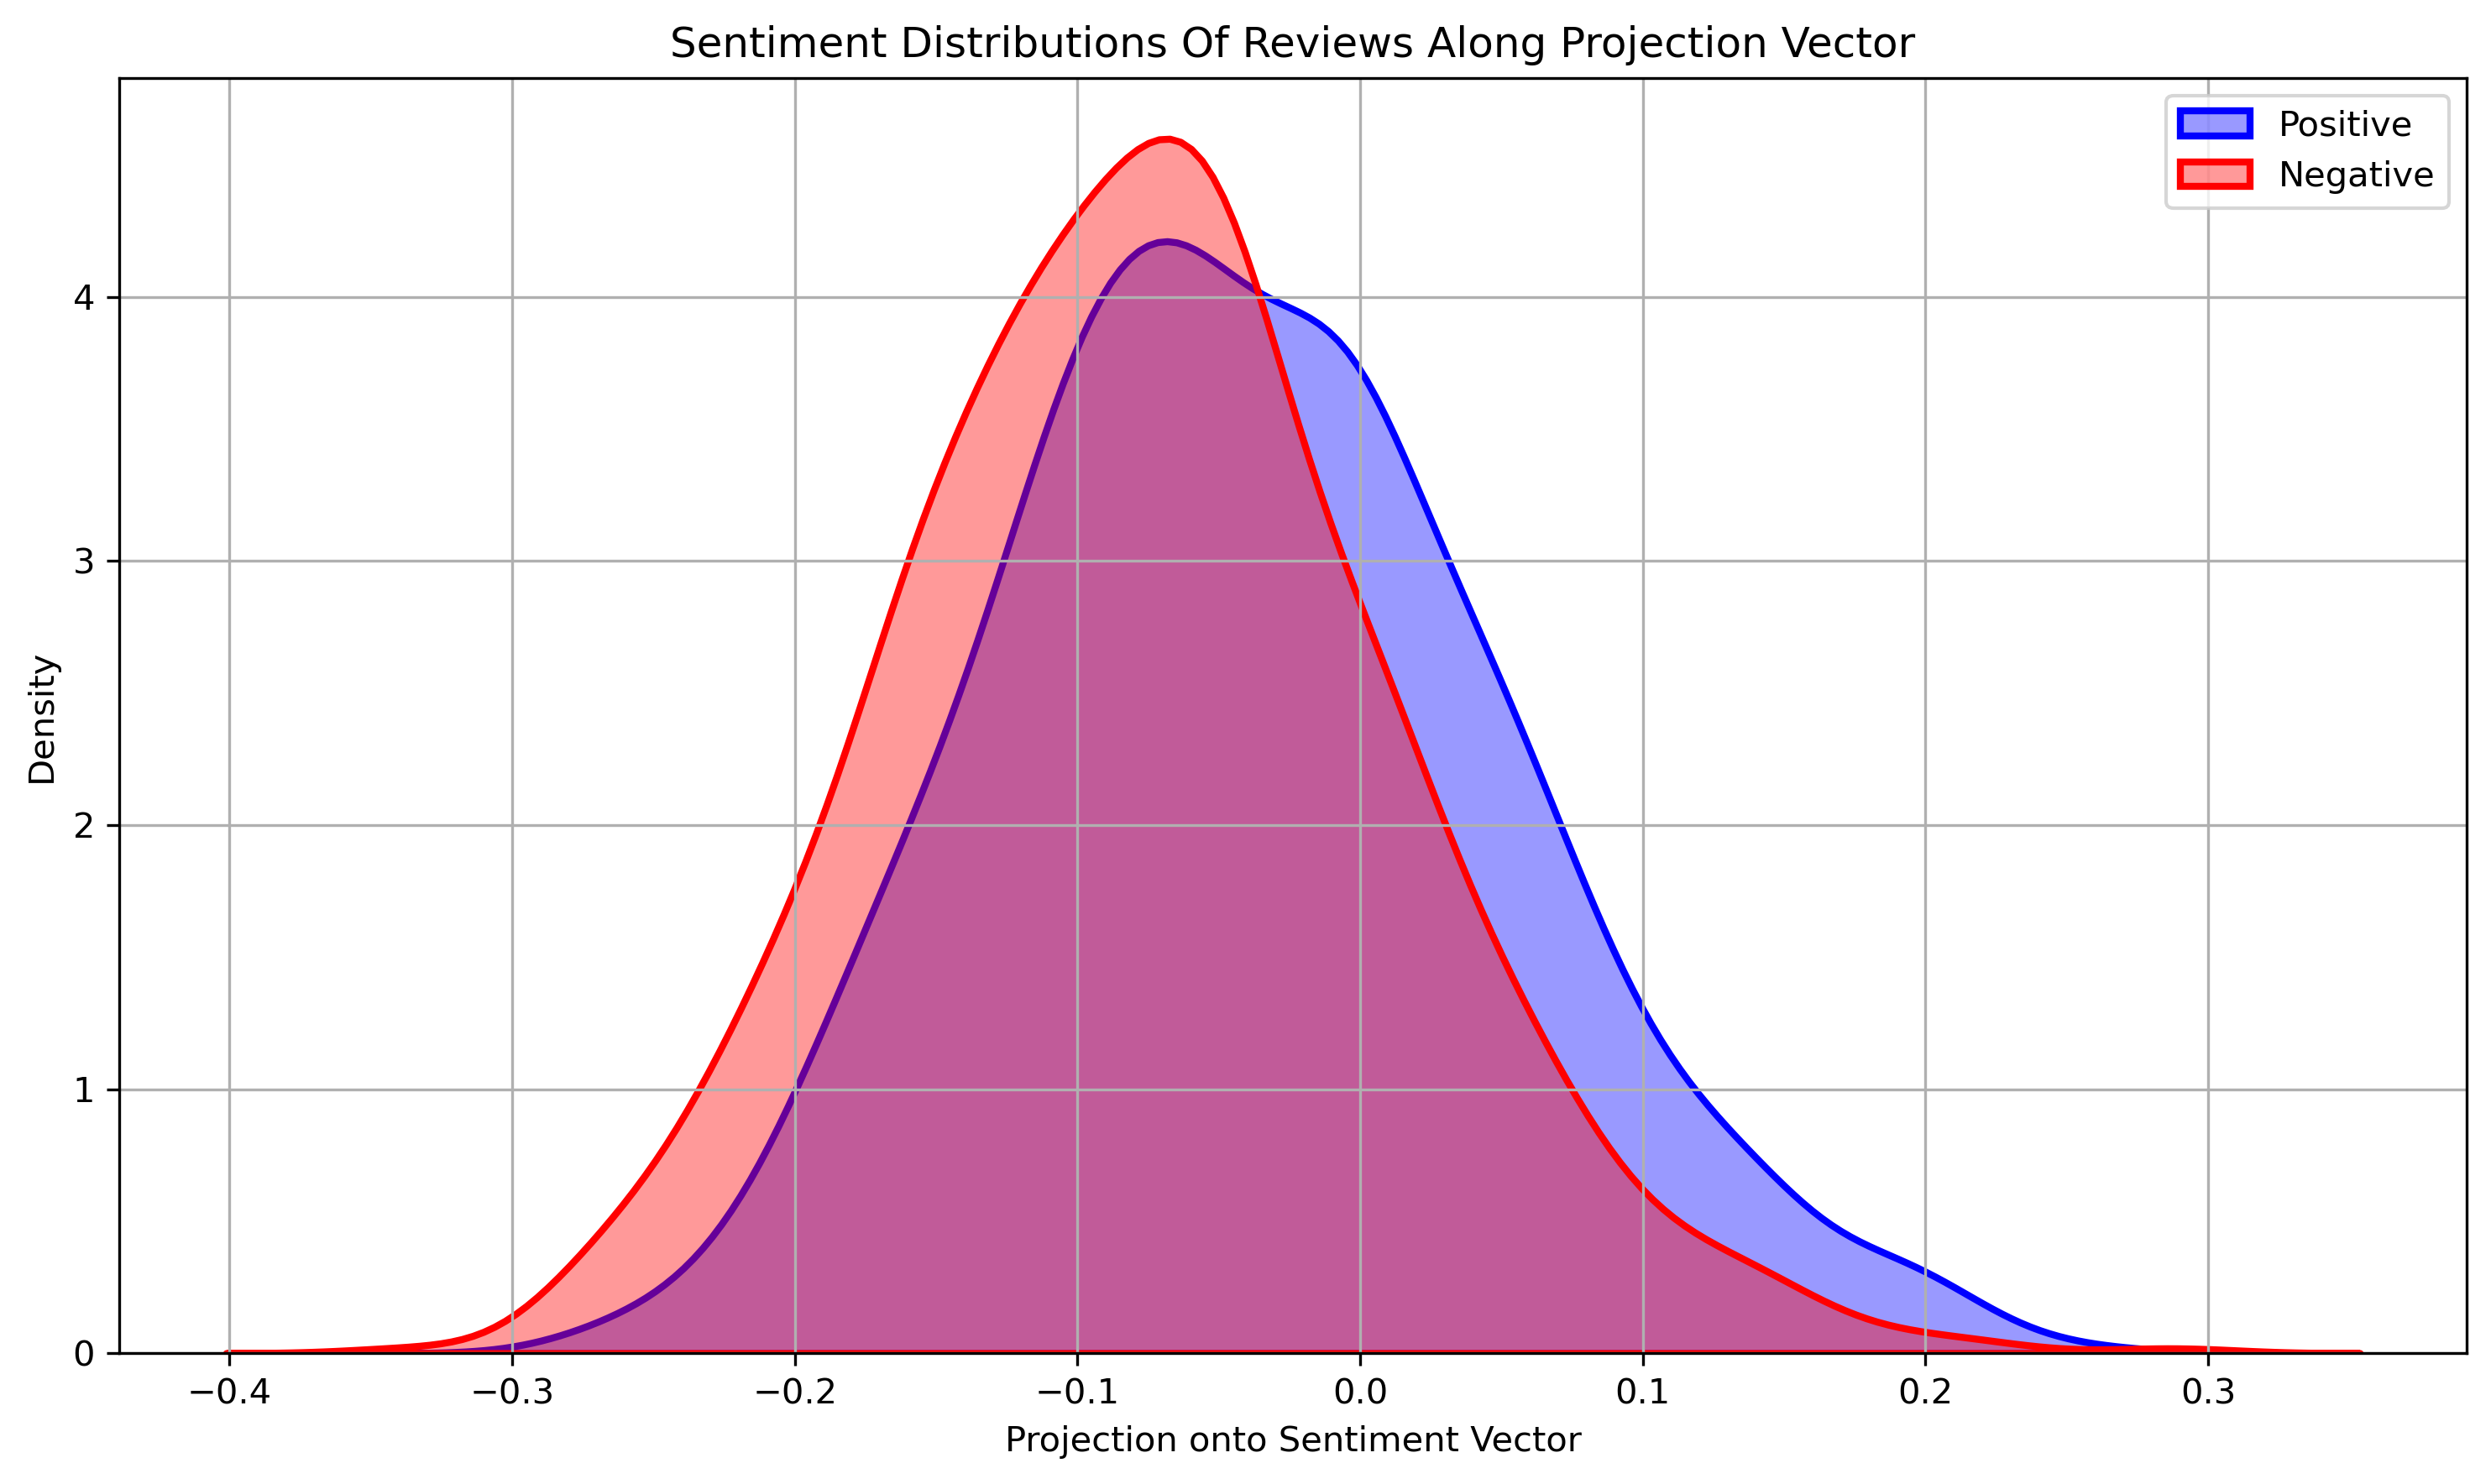 Sentiment Distributions Of Reviews Along Projection Vector
Positive
Negative
Density
4
3
2
1
0
−0.4
−0.3
−0.2
−0.1
0.0
0.1
0.2
0.3
Projection onto Sentiment Vector